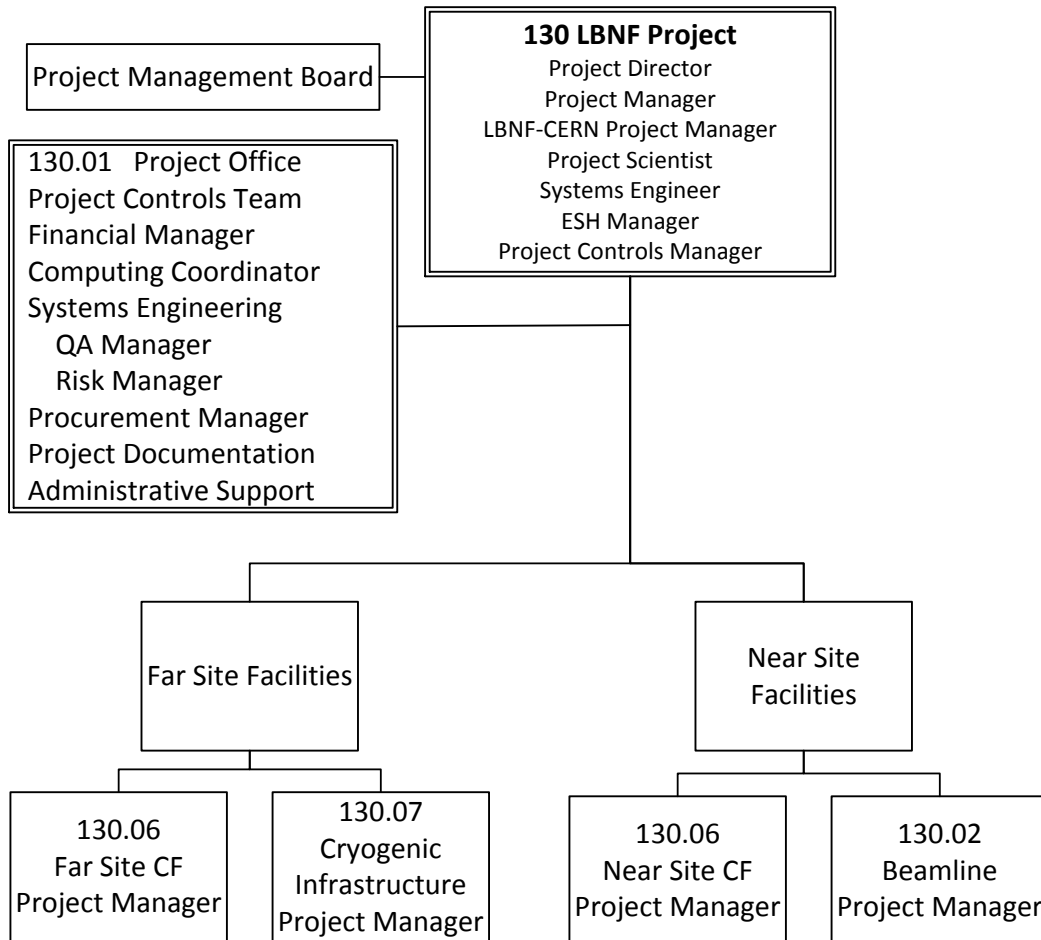 130 LBNF Project
Project Director
Project Manager
LBNF-CERN Project Manager
Project Scientist
Systems Engineer
ESH Manager
Project Controls Manager
Project Management Board
130.01 Project Office
Project Controls Team
Financial Manager
Computing Coordinator
Systems Engineering
QA Manager
Risk Manager
Procurement Manager
Project Documentation
Administrative Support
Far Site Facilities
Near Site
Facilities
130.06
Far Site CF
Project Manager
130.07
Cryogenic
Infrastructure
Project Manager
130.06
Near Site CF
Project Manager
130.02
Beamline
Project Manager